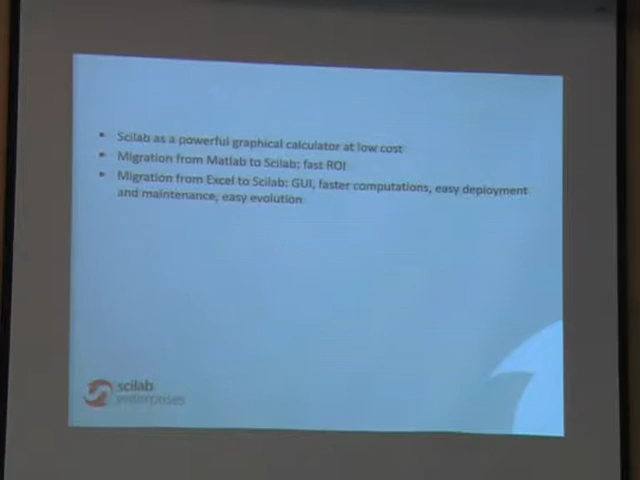 • Scilab as a powerful graphical calculator at low cost
• Migration from Matlab to Scilab: fast ROI
• Migration from Excel to Scilab: GUI, faster computations, easy deployment
and maintenance, easy evolution
scilab
enterprises